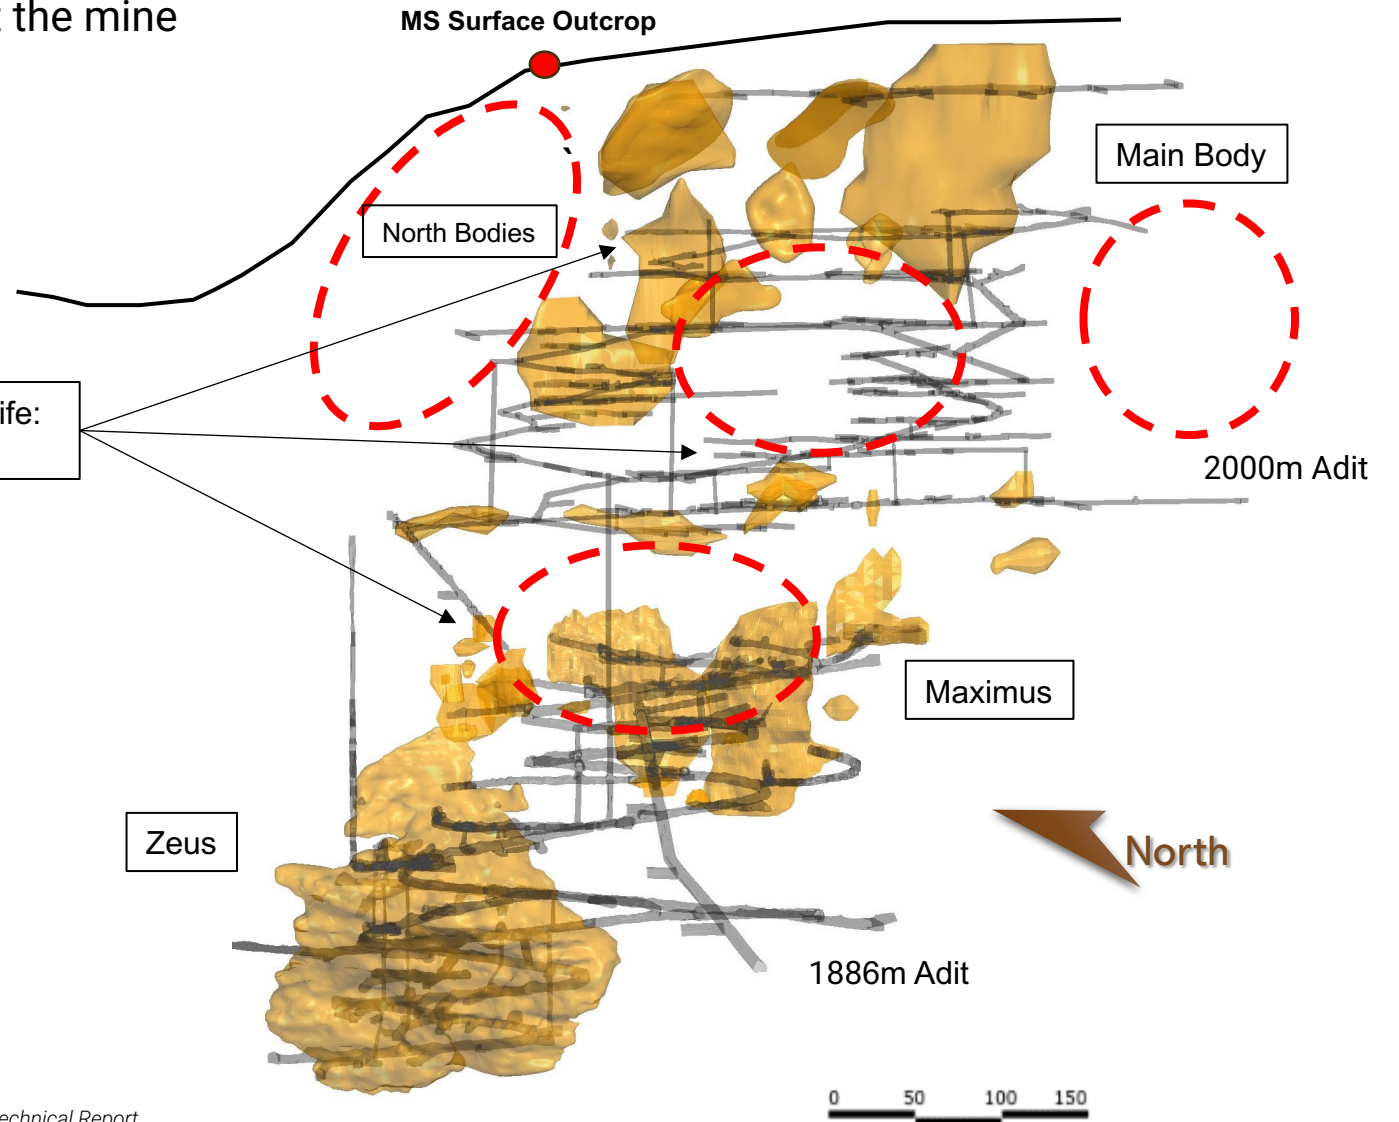 the mine
MS Surface Outcrop
Main Body
North Bodies
ife:
2000m Adit
Maximus
Zeus
North
1886m Adit
0 50 100 150
echnical Report